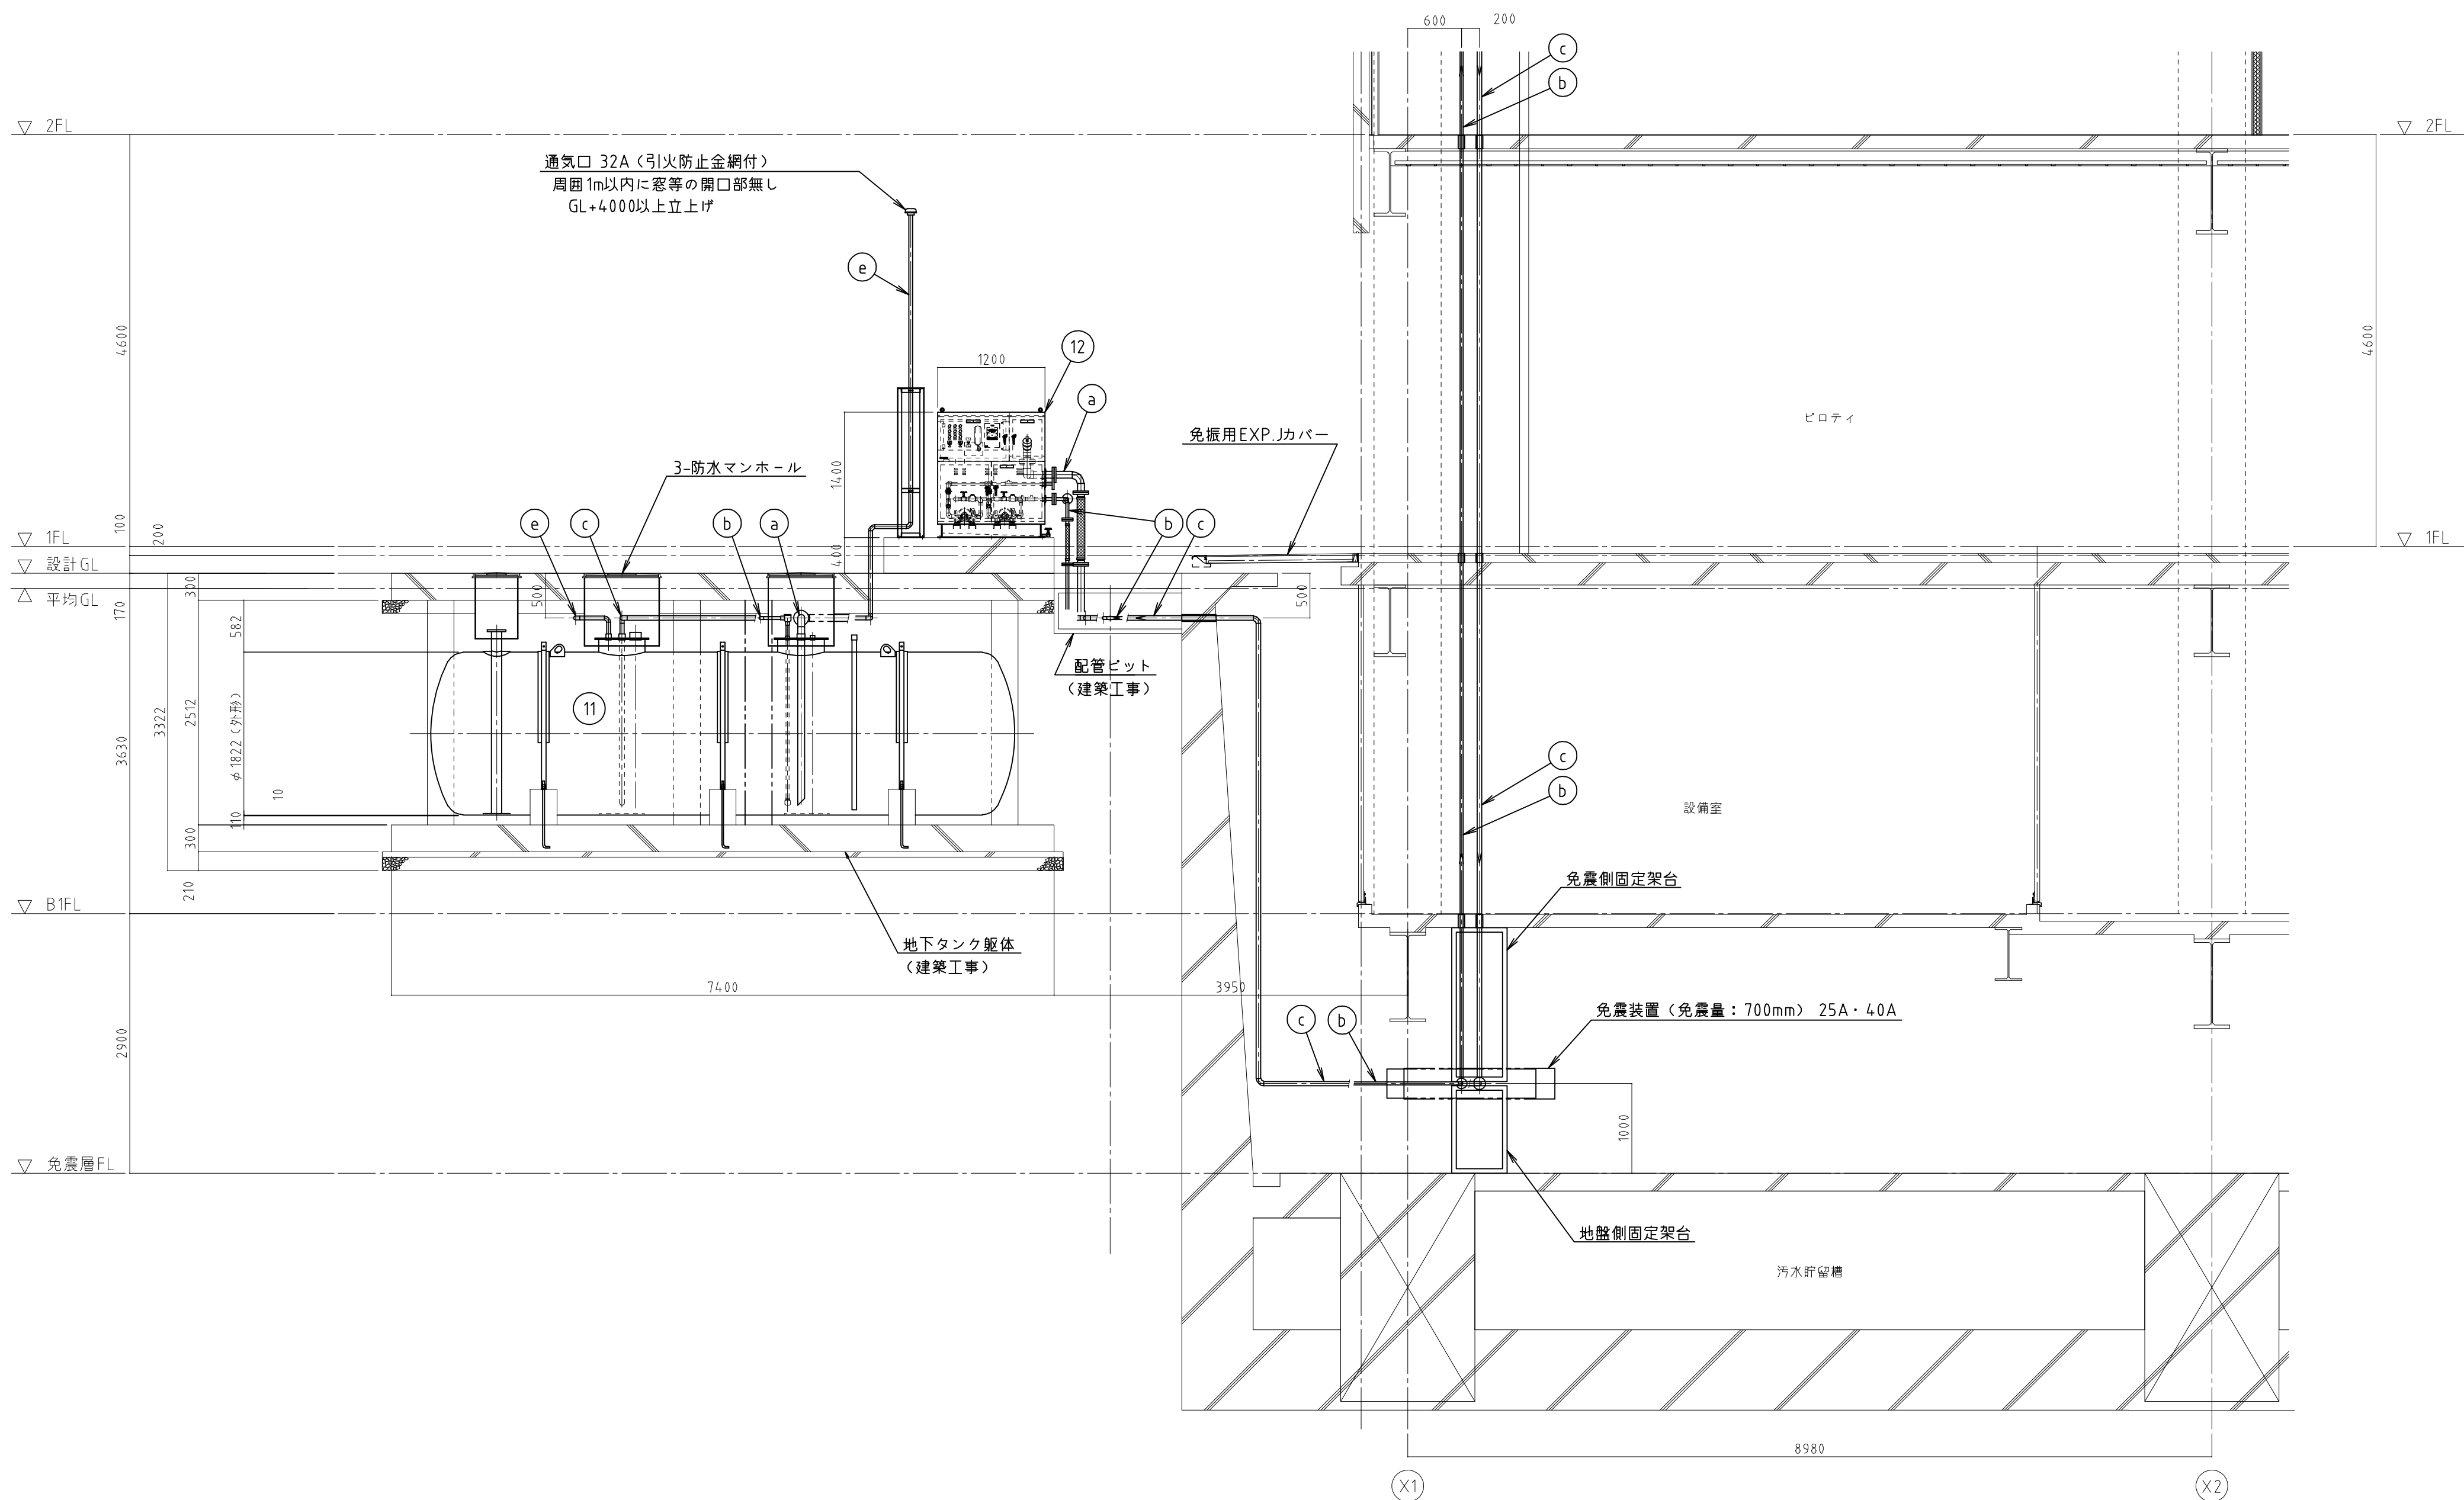 600
200
c
b
2FL
2FL
通気口 32A（引火防止金網付）
周囲1m以内に窓等の開口部無し
GL+4000以上立上げ
e
4600
4600
12
1200
a
ピロティ
免振用EXP.Jカバー
3-防水マンホール
1400
e
c
b
a
b
c
100
200
1FL
1FL
400
設計GL
平均GL
300
170
500
500
582
配管ピット
（建築工事）
11
φ1822（外形）
2512
3322
3630
10
110
300
c
b
設備室
免震側固定架台
210
B1FL
地下タンク躯体
（建築工事）
7400
3950
免震装置（免震量：700mm） 25A・40A
c
b
2900
1000
免震層FL
地盤側固定架台
汚水貯留槽
8980
X1
X2